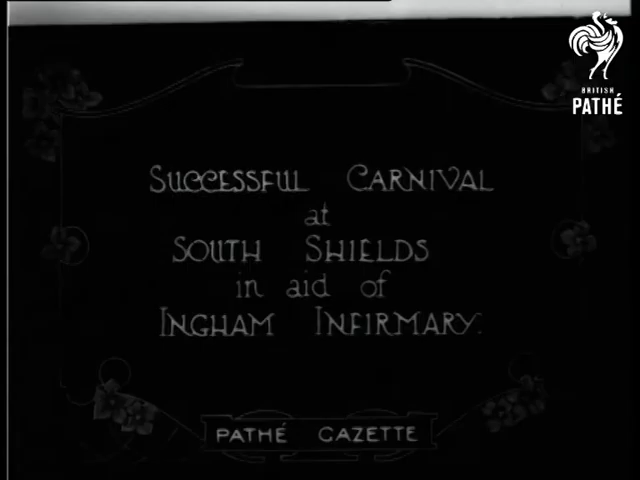 BRITISH
PATHÉ
SUCCESSFUL CARNIVAL
at
SOUTH SHIELDS
in aid of
INGHAM INFIRMARY.
PATHÉ GAZETTE